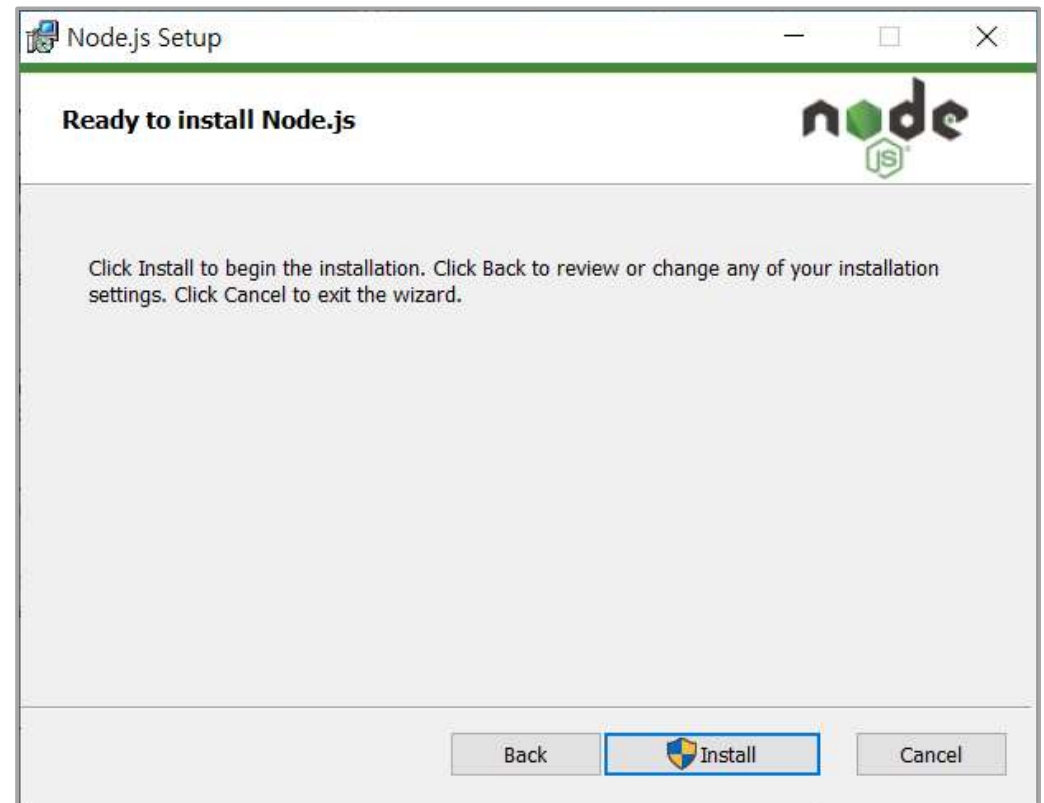 Node.js Setup
Ready to install Node.js
node
JS
Click Install to begin the installation. Click Back to review or change any of your installation
settings. Click Cancel to exit the wizard.
Back
Install
Cancel